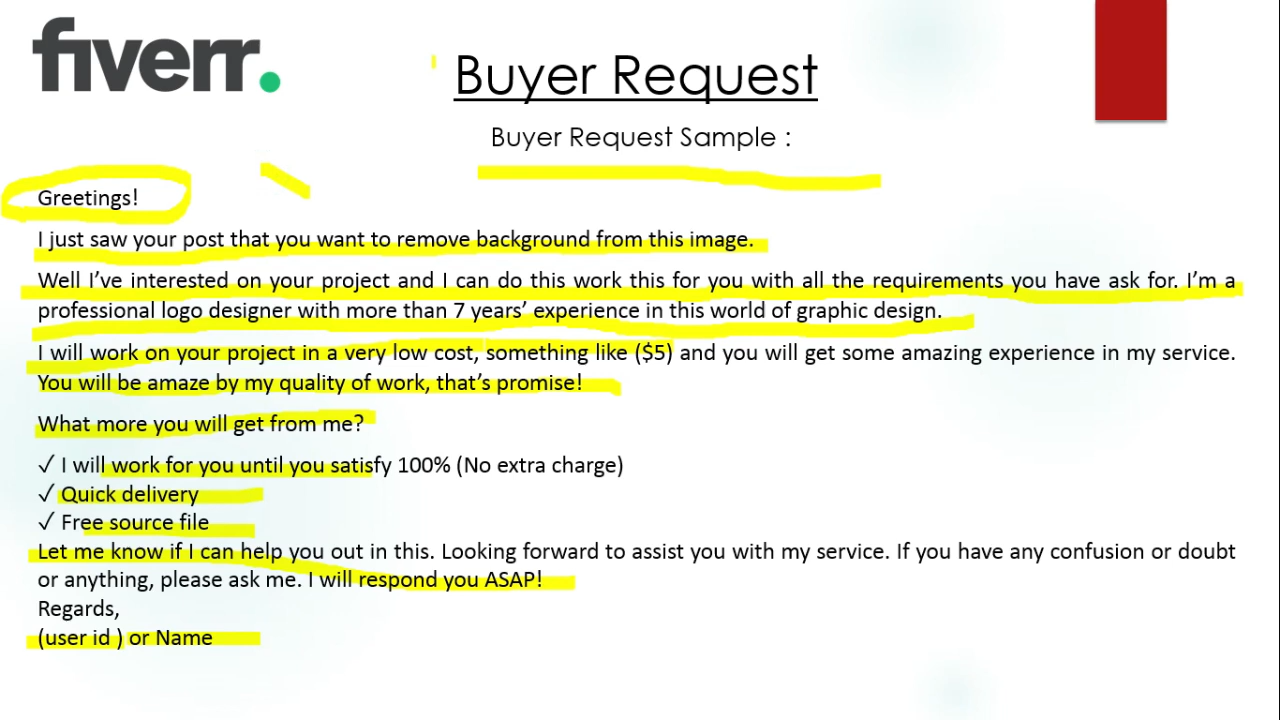 fiverr.
Buyer Request
Buyer Request Sample :
Greetings!
I just saw your post that you want to remove background from this image.
Well I’ve interested on your project and I can do this work this for you with all the requirements you have ask for. I’m a
professional logo designer with more than 7 years’ experience in this world of graphic design.
I will work on your project in a very low cost, something like ($5) and you will get some amazing experience in my service.
You will be amaze by my quality of work, that’s promise!
What more you will get from me?
✓ I will work for you until you satisfy 100% (No extra charge)
✓ Quick delivery
✓ Free source file
Let me know if I can help you out in this. Looking forward to assist you with my service. If you have any confusion or doubt
or anything, please ask me. I will respond you ASAP!
Regards,
(user id ) or Name